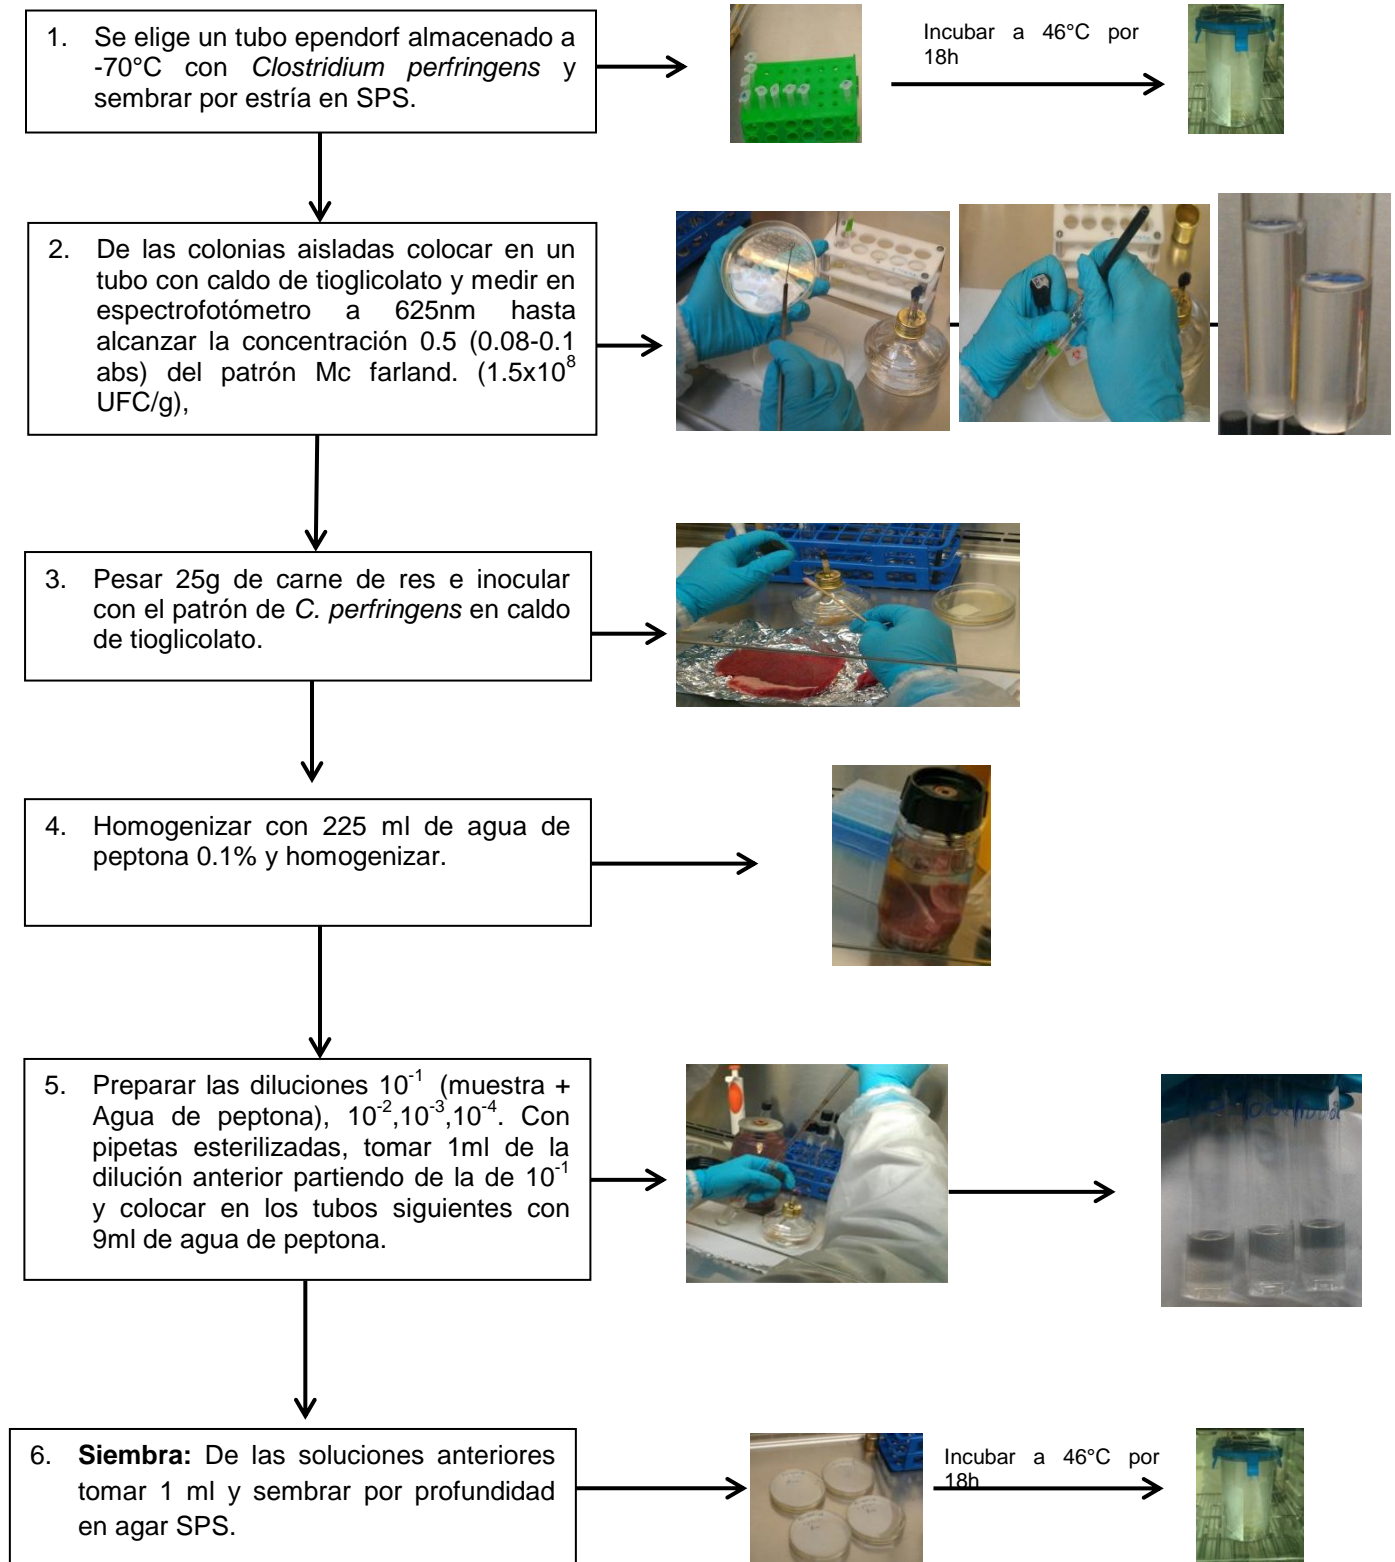 1. Se elige un tubo ependorf almacenado a
-70°C con Clostridium perfringens y
sembrar por estría en SPS.
Incubar a 46°C por
18h
2. De las colonias aisladas colocar en un
tubo con caldo de tioglicolato y medir en
espectrofotómetro a 625nm hasta
alcanzar la concentración 0.5 (0.08-0.1
abs) del patrón Mc farland. (1.5x10⁸
UFC/g),
3. Pesar 25g de carne de res e inocular
con el patrón de C. perfringens en caldo
de tioglicolato.
4. Homogenizar con 225 ml de agua de
peptona 0.1% y homogenizar.
5. Preparar las diluciones 10⁻¹ (muestra +
Agua de peptona), 10⁻²,10⁻³,10⁻⁴. Con
pipetas esterilizadas, tomar 1ml de la
dilución anterior partiendo de la de 10⁻¹
y colocar en los tubos siguientes con
9ml de agua de peptona.
6. Siembra: De las soluciones anteriores
tomar 1 ml y sembrar por profundidad
en agar SPS.
Incubar a 46°C por
18h